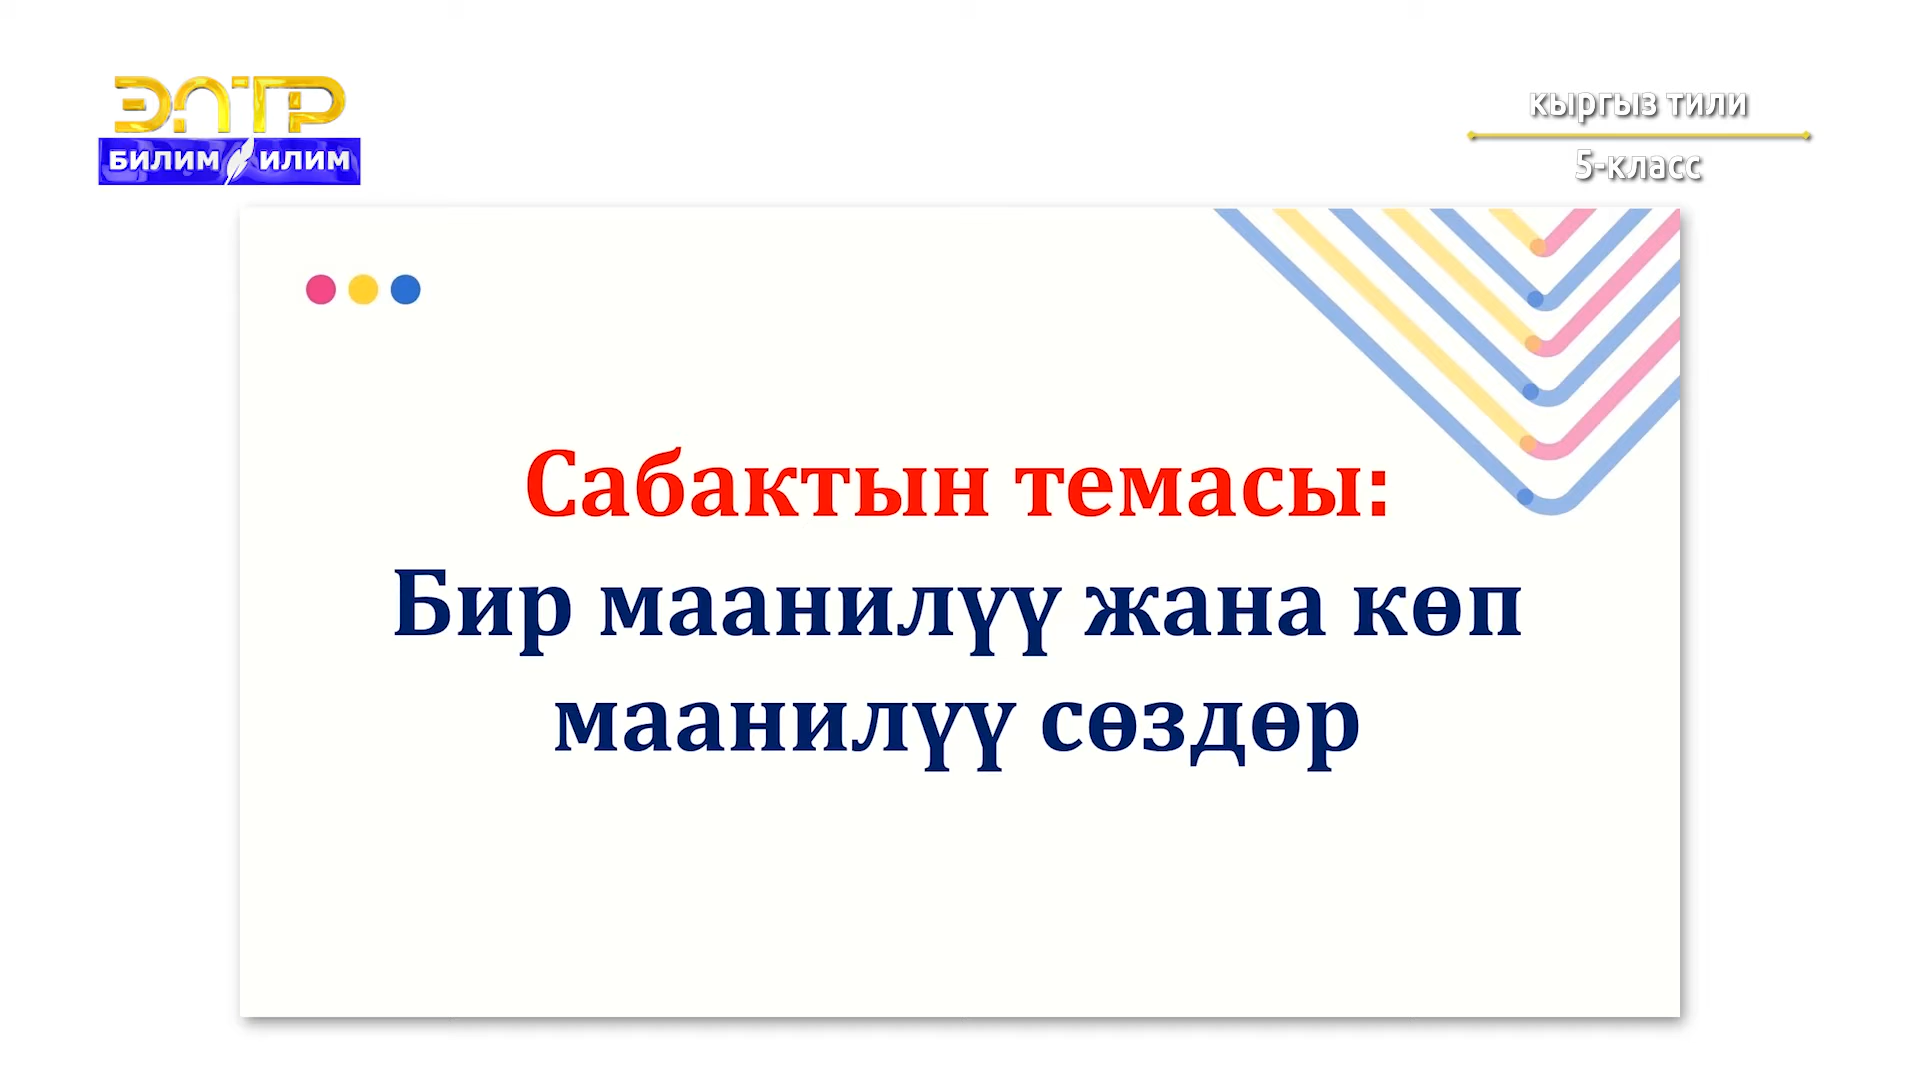 ЭЛТР
БИЛИМ ИЛИМ
кыргыз тили
5-класс
Сабактын темасы:
Бир маанилүү жана көп
маанилүү сөздөр